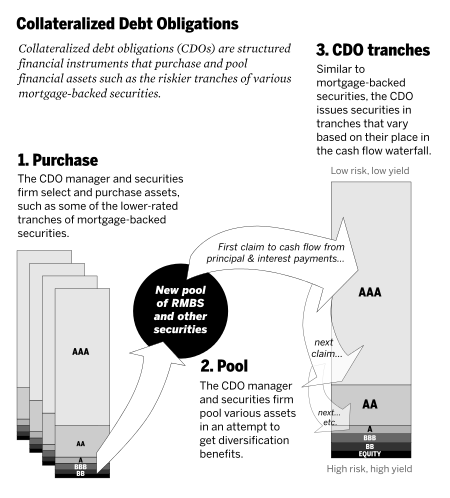 Collateralized Debt Obligations
Collateralized debt obligations (CDOs) are structured
financial instruments that purchase and pool
financial assets such as the riskier tranches of various
mortgage-backed securities.
1. Purchase
The CDO manager and securities
firm select and purchase assets,
such as some of the lower-rated
tranches of mortgage-backed
securities.
AAA
AA
A
BBB
BB
New pool
of RMBS
and other
securities
2. Pool
The CDO manager
and securities firm
pool various assets
in an attempt to
get diversification
benefits.
3. CDO tranches
Similar to
mortgage-backed
securities, the CDO
issues securities in
tranches that vary
based on their place in
the cash flow waterfall.
Low risk, low yield
First claim to cash flow from
principal & interest payments...
next
claim...
next...
etc.
AAA
AA
A
BBB
BB
EQUITY
High risk, high yield